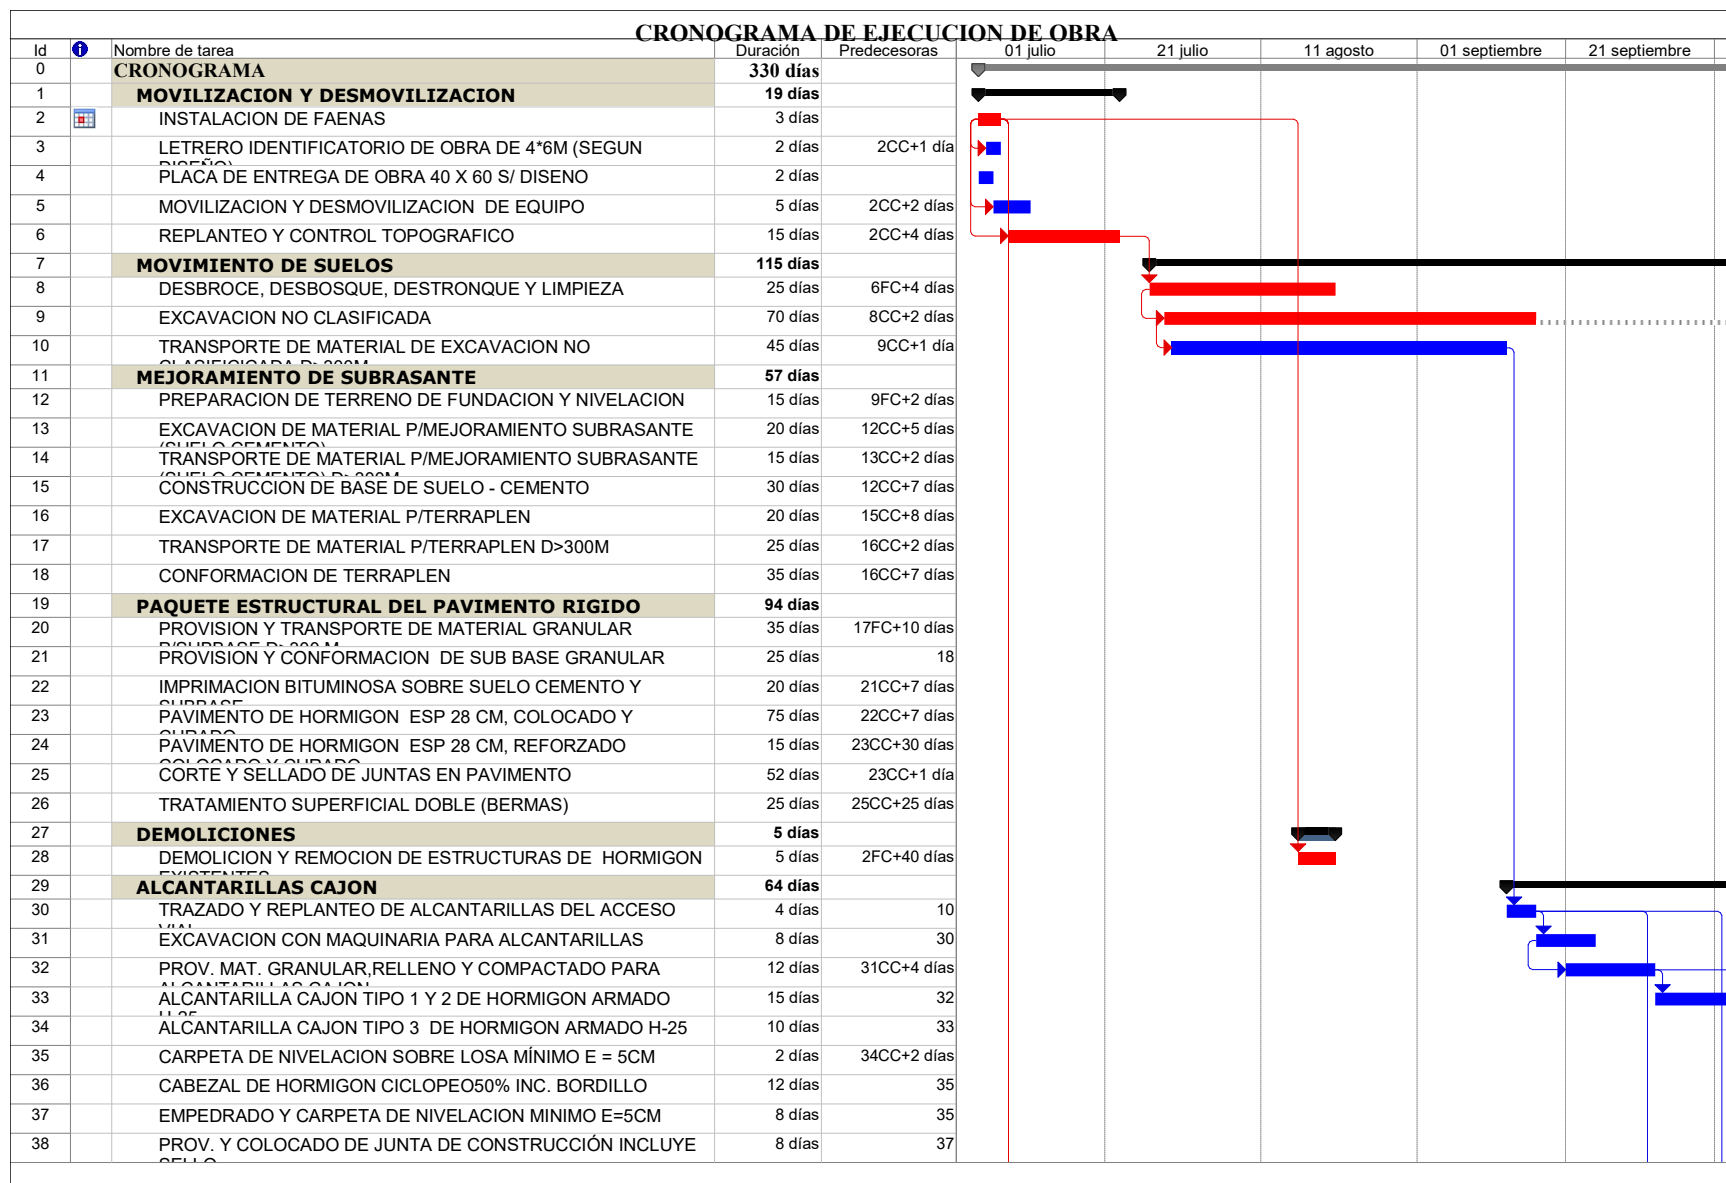 CRONOGRAMA DE EJECUCION DE OBRA
Id Nombre de tarea Duración Predecesoras 01 julio 21 julio 11 agosto 01 septiembre 21 septiembre
0 CRONOGRAMA 330 días
1 MOVILIZACION Y DESMOVILIZACION 19 días
2 INSTALACION DE FAENAS 3 días
3 LETRERO IDENTIFICATORIO DE OBRA DE 4*6M (SEGUN 2 días 2CC+1 día
DISEÑO)
4 PLACA DE ENTREGA DE OBRA 40 X 60 S/ DISENO 2 días
5 MOVILIZACION Y DESMOVILIZACION DE EQUIPO 5 días 2CC+2 días
6 REPLANTEO Y CONTROL TOPOGRAFICO 15 días 2CC+4 días
7 MOVIMIENTO DE SUELOS 115 días
8 DESBROCE, DESBOSQUE, DESTRONQUE Y LIMPIEZA 25 días 6FC+4 días
9 EXCAVACION NO CLASIFICADA 70 días 8CC+2 días
10 TRANSPORTE DE MATERIAL DE EXCAVACION NO 45 días 9CC+1 día
11 MEJORAMIENTO DE SUBRASANTE 57 días
12 PREPARACION DE TERRENO DE FUNDACION Y NIVELACION 15 días 9FC+2 días
13 EXCAVACION DE MATERIAL P/MEJORAMIENTO SUBRASANTE 20 días 12CC+5 días
(SUELO CEMENTO)
14 TRANSPORTE DE MATERIAL P/MEJORAMIENTO SUBRASANTE 15 días 13CC+2 días
(SUELO CEMENTO) D>300M
15 CONSTRUCCION DE BASE DE SUELO - CEMENTO 30 días 12CC+7 días
16 EXCAVACION DE MATERIAL P/TERRAPLEN 20 días 15CC+8 días
17 TRANSPORTE DE MATERIAL P/TERRAPLEN D>300M 25 días 16CC+2 días
18 CONFORMACION DE TERRAPLEN 35 días 16CC+7 días
19 PAQUETE ESTRUCTURAL DEL PAVIMENTO RIGIDO 94 días
20 PROVISION Y TRANSPORTE DE MATERIAL GRANULAR 35 días 17FC+10 días
21 PROVISION Y CONFORMACION DE SUB BASE GRANULAR 25 días 18
22 IMPRIMACION BITUMINOSA SOBRE SUELO CEMENTO Y 20 días 21CC+7 días
SUBBASE
23 PAVIMENTO DE HORMIGON ESP 28 CM, COLOCADO Y 75 días 22CC+7 días
CURADO
24 PAVIMENTO DE HORMIGON ESP 28 CM, REFORZADO 15 días 23CC+30 días
COLOCADO Y CURADO
25 CORTE Y SELLADO DE JUNTAS EN PAVIMENTO 52 días 23CC+1 día
26 TRATAMIENTO SUPERFICIAL DOBLE (BERMAS) 25 días 25CC+25 días
27 DEMOLICIONES 5 días
28 DEMOLICION Y REMOCION DE ESTRUCTURAS DE HORMIGON 5 días 2FC+40 días
EXISTENTES
29 ALCANTARILLAS CAJON 64 días
30 TRAZADO Y REPLANTEO DE ALCANTARILLAS DEL ACCESO 4 días 10
VIAL
31 EXCAVACION CON MAQUINARIA PARA ALCANTARILLAS 8 días 30
32 PROV. MAT. GRANULAR,RELLENO Y COMPACTADO PARA 12 días 31CC+4 días
ALCANTARILLAS CAJON
33 ALCANTARILLA CAJON TIPO 1 Y 2 DE HORMIGON ARMADO 15 días 32
H-25
34 ALCANTARILLA CAJON TIPO 3 DE HORMIGON ARMADO H-25 10 días 33
35 CARPETA DE NIVELACION SOBRE LOSA MÍNIMO E = 5CM 2 días 34CC+2 días
36 CABEZAL DE HORMIGON CICLOPEO50% INC. BORDILLO 12 días 35
37 EMPEDRADO Y CARPETA DE NIVELACION MINIMO E=5CM 8 días 35
38 PROV. Y COLOCADO DE JUNTA DE CONSTRUCCIÓN INCLUYE 8 días 37
SELLO